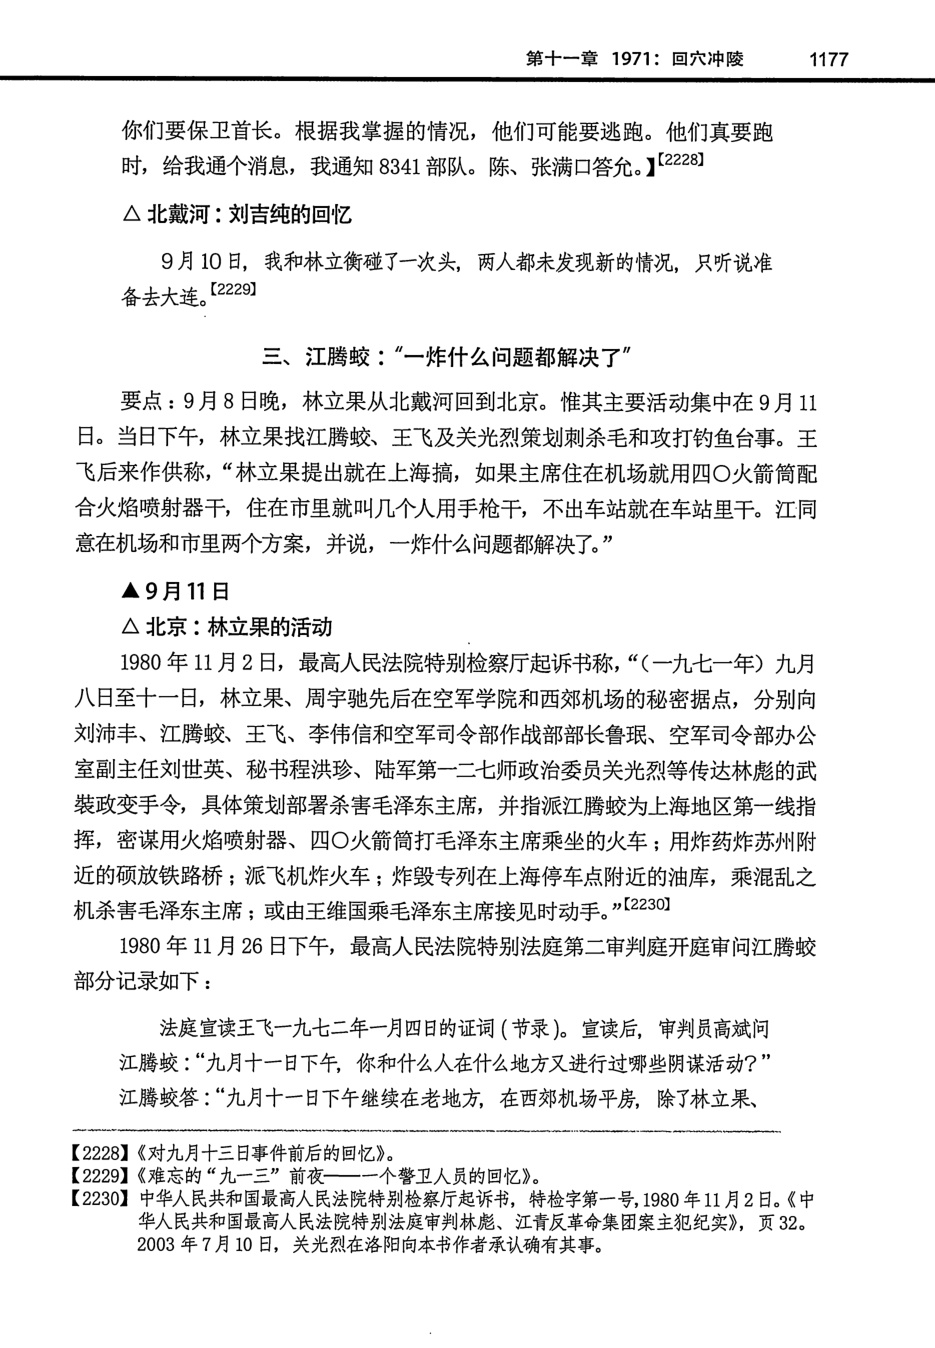 第十一章 1971：回穴冲陵 1177
你们要保卫首长。根据我掌握的情况，他们可能要逃跑。他们真要跑
时，给我通个消息，我通知 8341 部队。陈、张满口答允。】【2228】
△ 北戴河：刘吉纯的回忆
9 月 10 日，我和林立衡碰了一次头，两人都未发现新的情况，只听说准
备去大连。【2229】
三、江腾蛟：“一炸什么问题都解决了”
要点：9 月 8 日晚，林立果从北戴河回到北京。惟其主要活动集中在 9 月 11
日。当日下午，林立果找江腾蛟、王飞及关光烈策划刺杀毛和攻打钓鱼台事。王
飞后来作供称，“林立果提出就在上海搞，如果主席住在机场就用四〇火箭筒配
合火焰喷射器干，住在市里就叫几个人用手枪干，不出车站就在车站里干。江同
意在机场和市里两个方案，并说，一炸什么问题都解决了。”
▲ 9 月 11 日
△ 北京：林立果的活动
1980 年 11 月 2 日，最高人民法院特别检察厅起诉书称，“（一九七一年）九月
八日至十一日，林立果、周宇驰先后在空军学院和西郊机场的秘密据点，分别向
刘沛丰、江腾蛟、王飞、李伟信和空军司令部作战部部长鲁珉、空军司令部办公
室副主任刘世英、秘书程洪珍、陆军第一二七师政治委员关光烈等传达林彪的武
裝政变手令，具体策划部署杀害毛泽东主席，并指派江腾蛟为上海地区第一线指
挥，密谋用火焰喷射器、四〇火箭筒打毛泽东主席乘坐的火车；用炸药炸苏州附
近的硕放铁路桥；派飞机炸火车；炸毁专列在上海停车点附近的油库，乘混乱之
机杀害毛泽东主席；或由王维国乘毛泽东主席接见时动手。”【2230】
1980 年 11 月 26 日下午，最高人民法院特别法庭第二审判庭开庭审问江腾蛟
部分记录如下：
法庭宣读王飞一九七二年一月四日的证词（节录）。宣读后，审判员高斌问
江腾蛟：“九月十一日下午，你和什么人在什么地方又进行过哪些阴谋活动？”
江腾蛟答：“九月十一日下午继续在老地方，在西郊机场平房，除了林立果、
【2228】《对九月十三日事件前后的回忆》。
【2229】《难忘的“九一三”前夜——一个警卫人员的回忆》。
【2230】 中华人民共和国最高人民法院特别检察厅起诉书，特检字第一号，1980 年 11 月 2 日。《中
华人民共和国最高人民法院特别法庭审判林彪、江青反革命集团案主犯纪实》，页 32。
2003 年 7 月 10 日，关光烈在洛阳向本书作者承认确有其事。